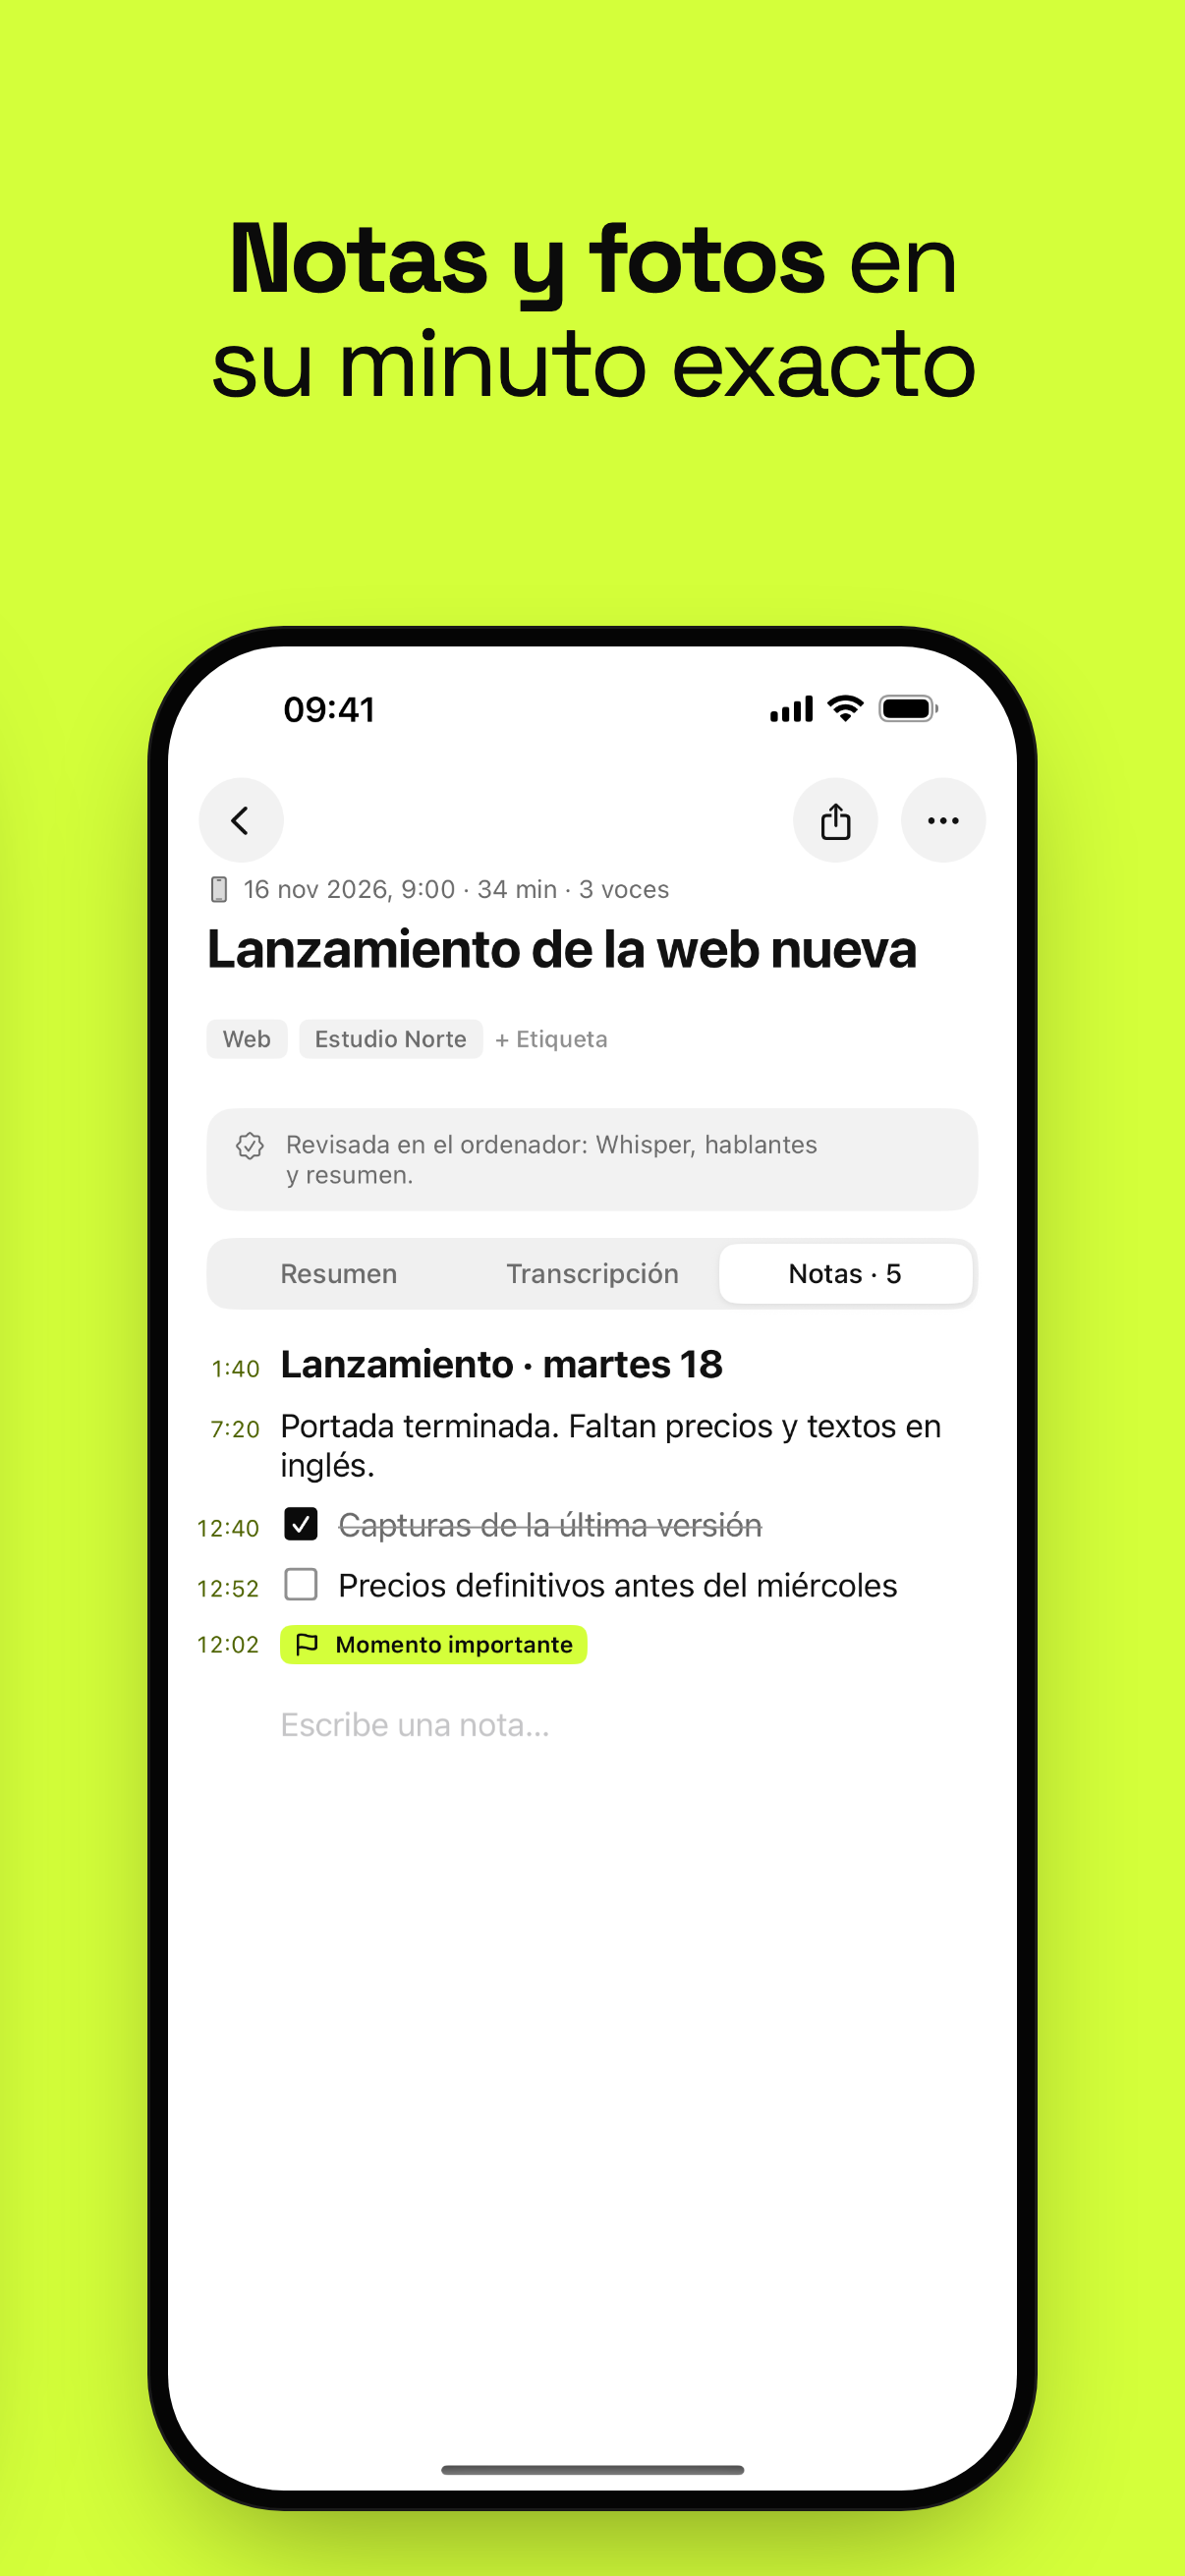 Notas y fotos en
su minuto exacto
09:41
16 nov 2026, 9:00 · 34 min · 3 voces
Lanzamiento de la web nueva
Web Estudio Norte + Etiqueta
Revisada en el ordenador: Whisper, hablantes
y resumen.
Resumen Transcripción Notas · 5
1:40 Lanzamiento · martes 18
7:20 Portada terminada. Faltan precios y textos en
inglés.
12:40 Capturas de la última versión
12:52 Precios definitivos antes del miércoles
12:02 Momento importante
Escribe una nota...